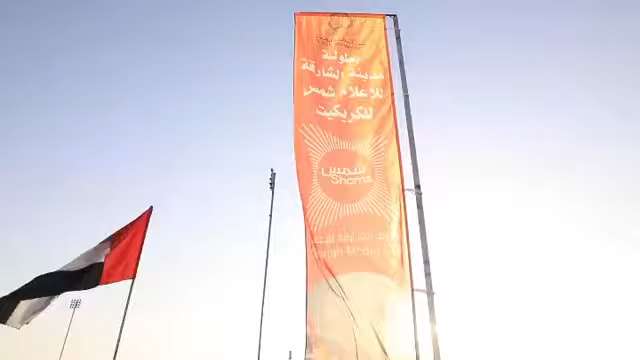 بطولة
مدينة الشارقة
للإعلام شمس
للكريكيت
شمس
Shams